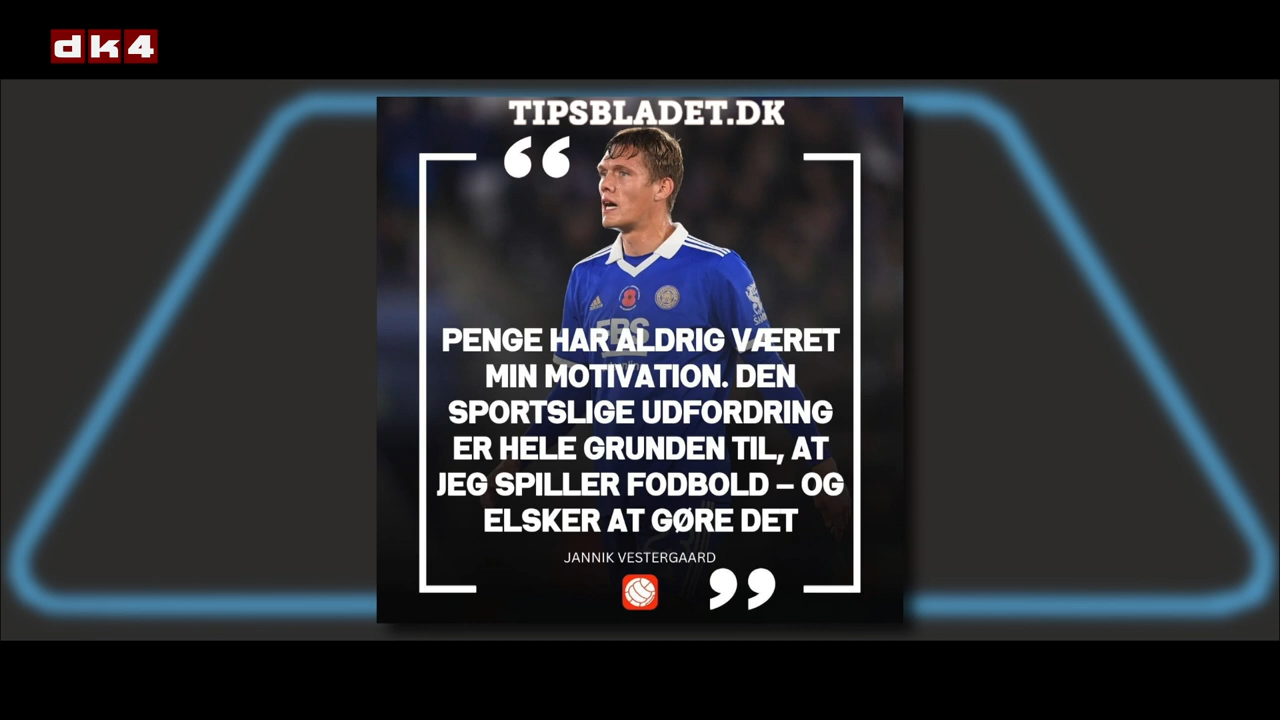 dk4
TIPSBLADET.DK
“
FBS
PENGE HAR ALDRIG VÆRET
MIN MOTIVATION. DEN
SPORTSLIGE UDFORDRING
ER HELE GRUNDEN TIL, AT
JEG SPILLER FODBOLD – OG
ELSKER AT GØRE DET
JANNIK VESTERGAARD
”